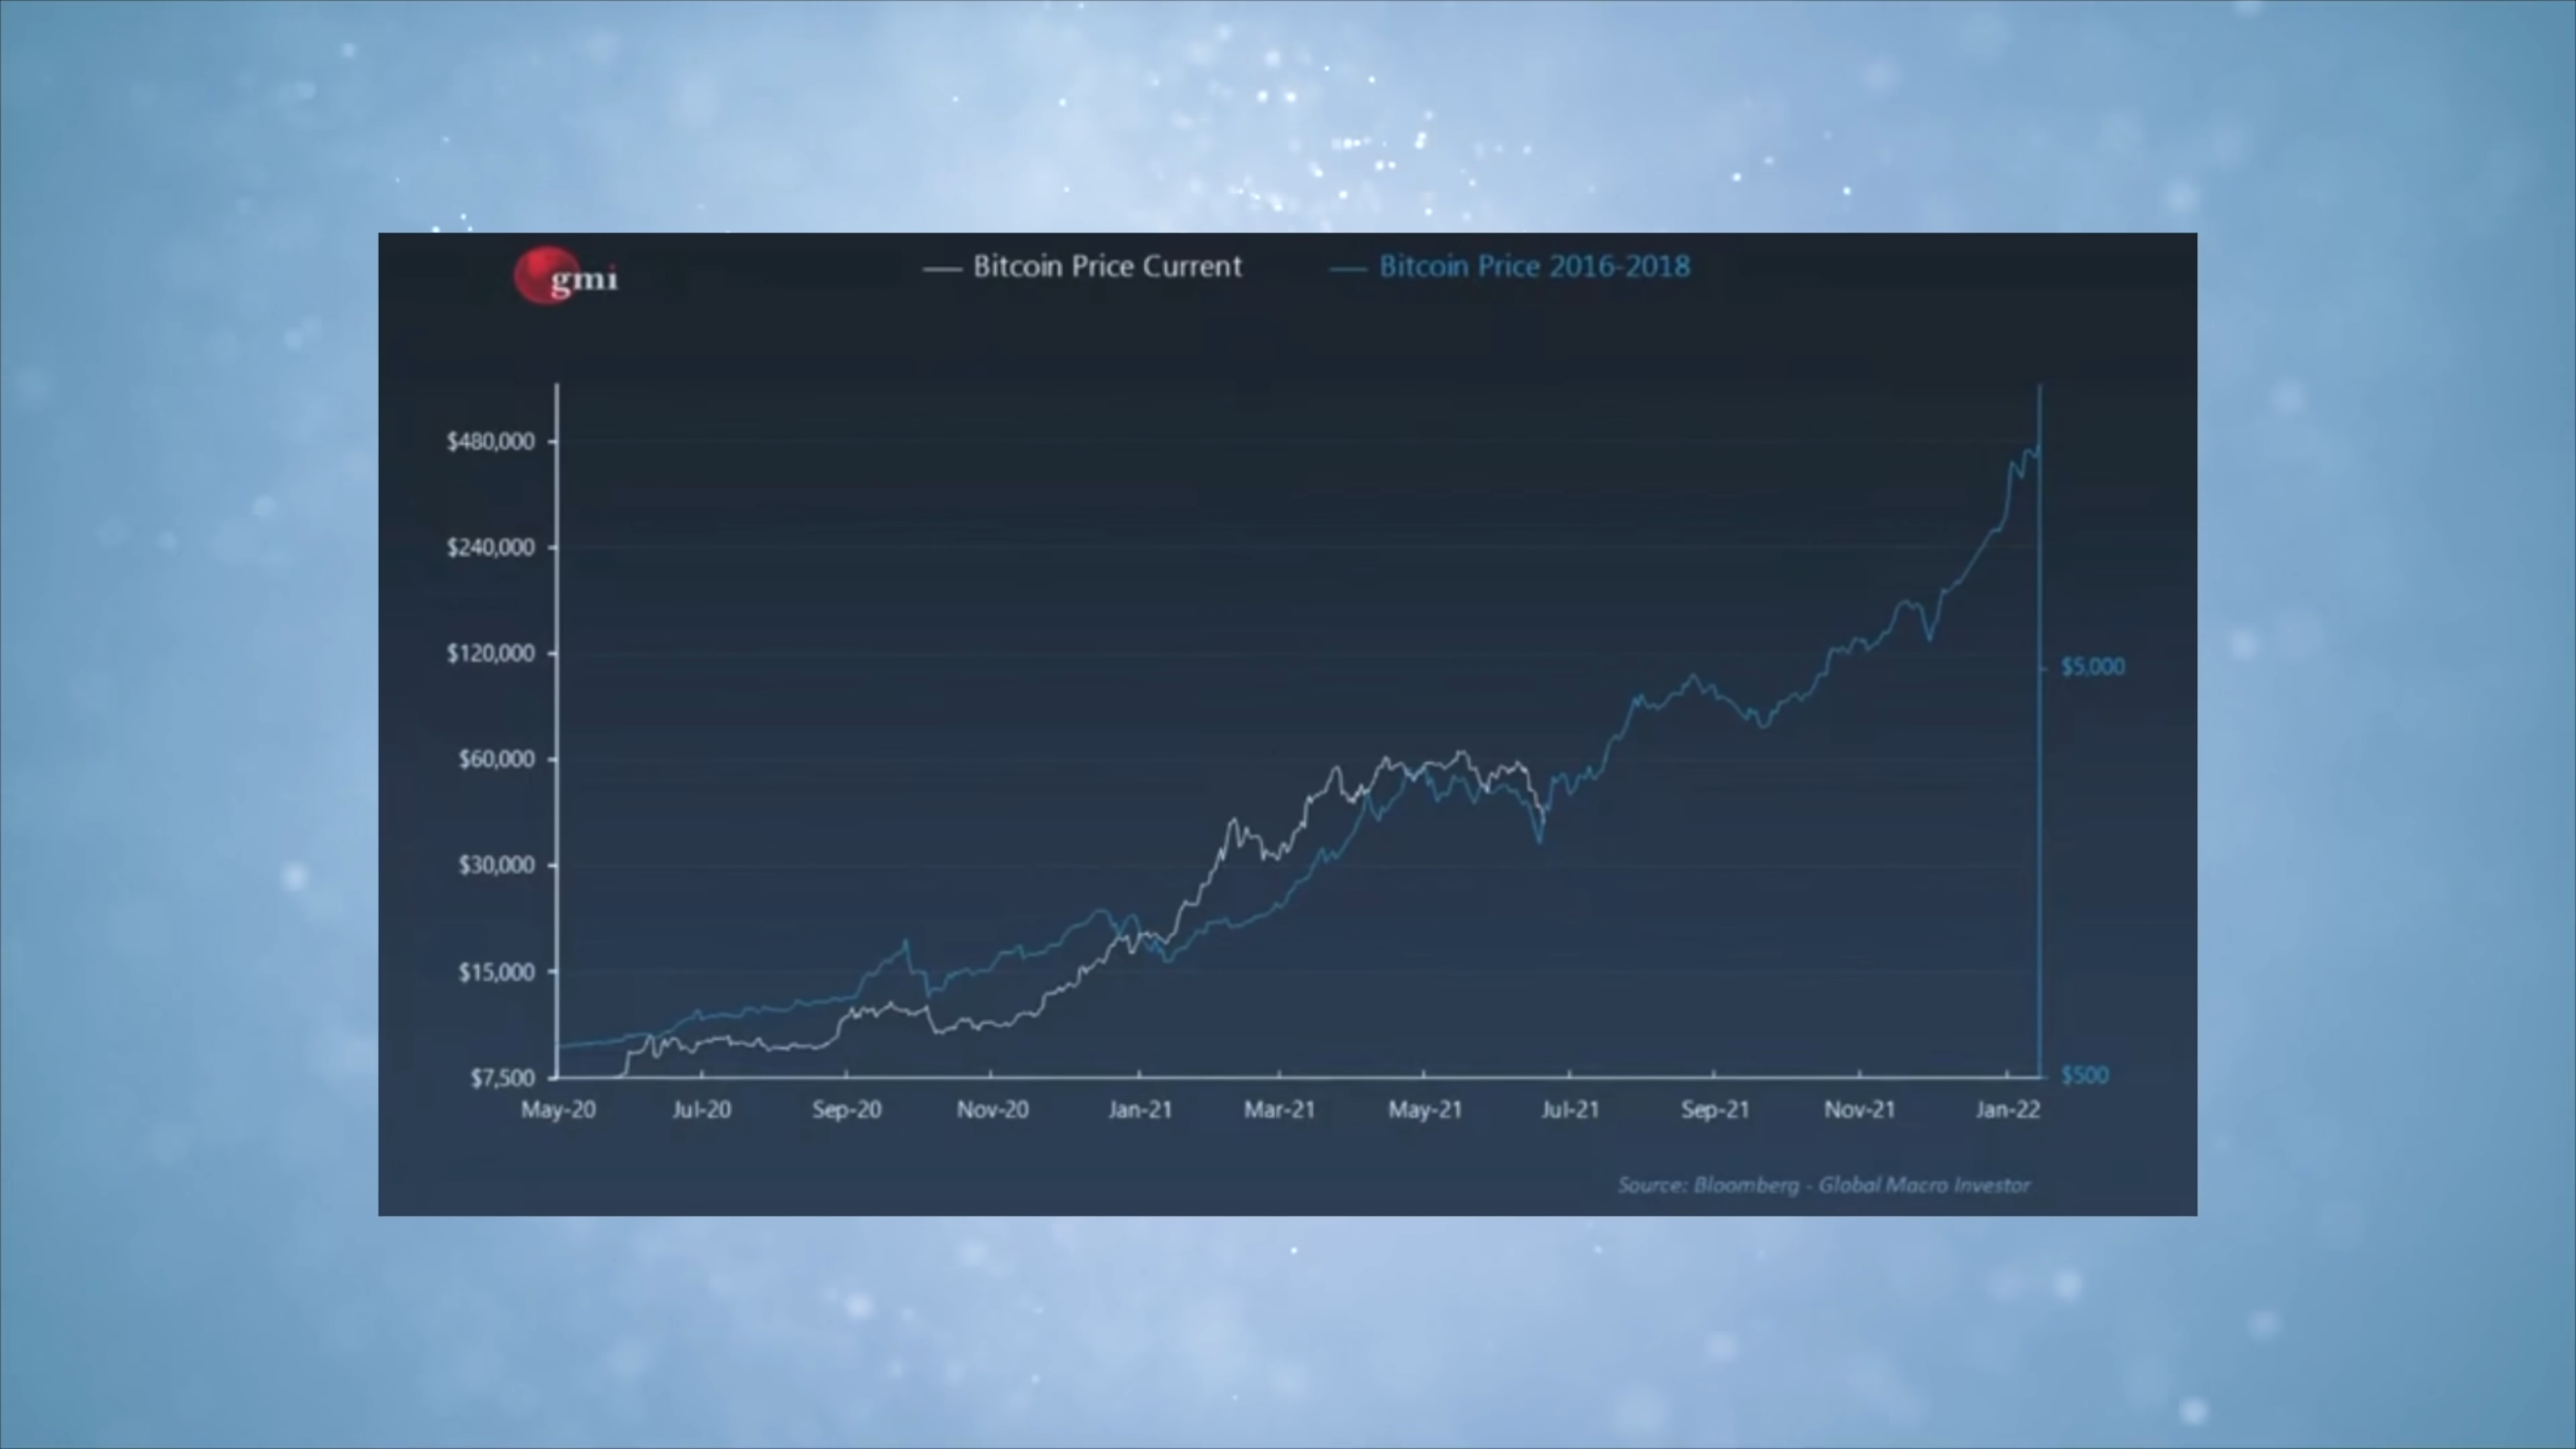 gmi
Bitcoin Price Current
Bitcoin Price 2016-2018
$480,000
$240,000
$120,000
$60,000
$30,000
$15,000
$7,500
$5,000
$500
May-20 Jul-20 Sep-20 Nov-20 Jan-21 Mar-21 May-21 Jul-21 Sep-21 Nov-21 Jan-22
Source: Bloomberg - Global Macro Investor